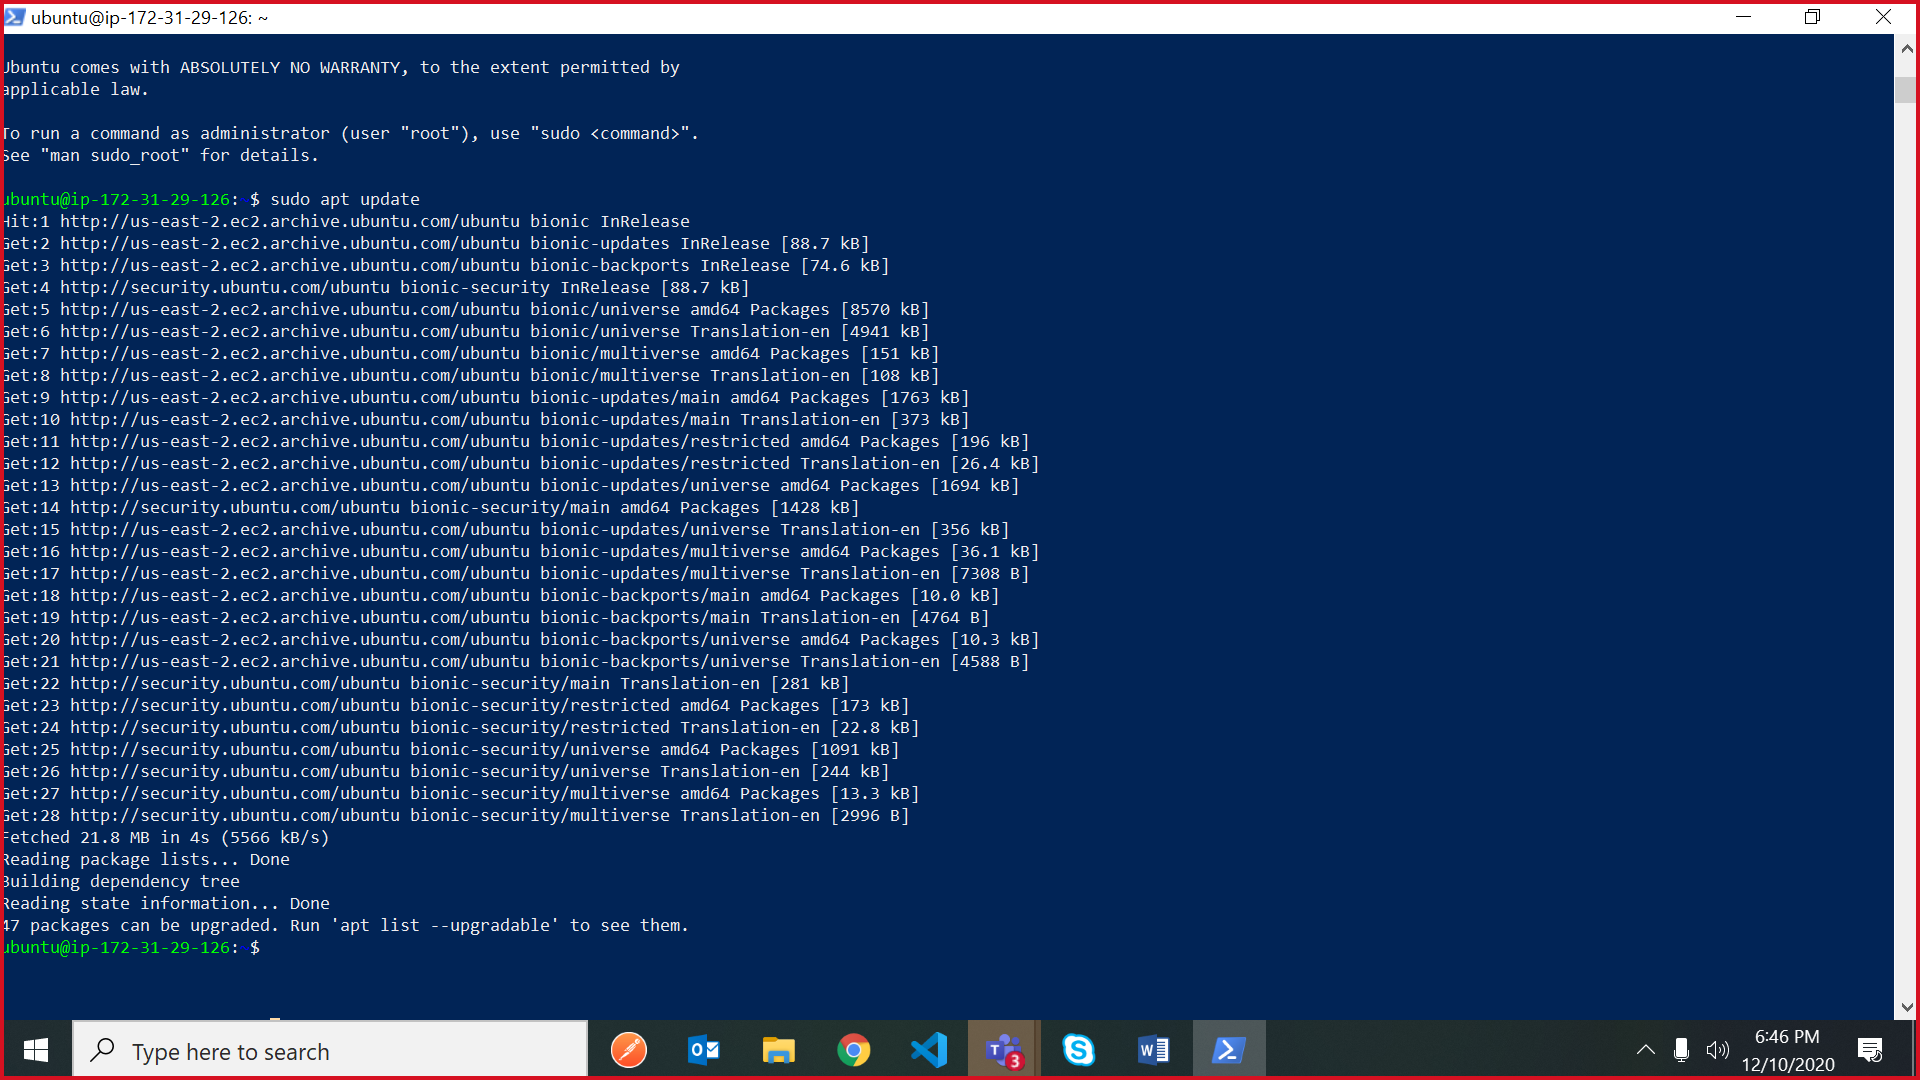 ubuntu@ip-172-31-29-126: ~
Ubuntu comes with ABSOLUTELY NO WARRANTY, to the extent permitted by
applicable law.
To run a command as administrator (user "root"), use "sudo <command>".
See "man sudo_root" for details.
ubuntu@ip-172-31-29-126:~$ sudo apt update
Hit:1 http://us-east-2.ec2.archive.ubuntu.com/ubuntu bionic InRelease
Get:2 http://us-east-2.ec2.archive.ubuntu.com/ubuntu bionic-updates InRelease [88.7 kB]
Get:3 http://us-east-2.ec2.archive.ubuntu.com/ubuntu bionic-backports InRelease [74.6 kB]
Get:4 http://security.ubuntu.com/ubuntu bionic-security InRelease [88.7 kB]
Get:5 http://us-east-2.ec2.archive.ubuntu.com/ubuntu bionic/universe amd64 Packages [8570 kB]
Get:6 http://us-east-2.ec2.archive.ubuntu.com/ubuntu bionic/universe Translation-en [4941 kB]
Get:7 http://us-east-2.ec2.archive.ubuntu.com/ubuntu bionic/multiverse amd64 Packages [151 kB]
Get:8 http://us-east-2.ec2.archive.ubuntu.com/ubuntu bionic/multiverse Translation-en [108 kB]
Get:9 http://us-east-2.ec2.archive.ubuntu.com/ubuntu bionic-updates/main amd64 Packages [1763 kB]
Get:10 http://us-east-2.ec2.archive.ubuntu.com/ubuntu bionic-updates/main Translation-en [373 kB]
Get:11 http://us-east-2.ec2.archive.ubuntu.com/ubuntu bionic-updates/restricted amd64 Packages [196 kB]
Get:12 http://us-east-2.ec2.archive.ubuntu.com/ubuntu bionic-updates/restricted Translation-en [26.4 kB]
Get:13 http://us-east-2.ec2.archive.ubuntu.com/ubuntu bionic-updates/universe amd64 Packages [1694 kB]
Get:14 http://security.ubuntu.com/ubuntu bionic-security/main amd64 Packages [1428 kB]
Get:15 http://us-east-2.ec2.archive.ubuntu.com/ubuntu bionic-updates/universe Translation-en [356 kB]
Get:16 http://us-east-2.ec2.archive.ubuntu.com/ubuntu bionic-updates/multiverse amd64 Packages [36.1 kB]
Get:17 http://us-east-2.ec2.archive.ubuntu.com/ubuntu bionic-updates/multiverse Translation-en [7308 B]
Get:18 http://us-east-2.ec2.archive.ubuntu.com/ubuntu bionic-backports/main amd64 Packages [10.0 kB]
Get:19 http://us-east-2.ec2.archive.ubuntu.com/ubuntu bionic-backports/main Translation-en [4764 B]
Get:20 http://us-east-2.ec2.archive.ubuntu.com/ubuntu bionic-backports/universe amd64 Packages [10.3 kB]
Get:21 http://us-east-2.ec2.archive.ubuntu.com/ubuntu bionic-backports/universe Translation-en [4588 B]
Get:22 http://security.ubuntu.com/ubuntu bionic-security/main Translation-en [281 kB]
Get:23 http://security.ubuntu.com/ubuntu bionic-security/restricted amd64 Packages [173 kB]
Get:24 http://security.ubuntu.com/ubuntu bionic-security/restricted Translation-en [22.8 kB]
Get:25 http://security.ubuntu.com/ubuntu bionic-security/universe amd64 Packages [1091 kB]
Get:26 http://security.ubuntu.com/ubuntu bionic-security/universe Translation-en [244 kB]
Get:27 http://security.ubuntu.com/ubuntu bionic-security/multiverse amd64 Packages [13.3 kB]
Get:28 http://security.ubuntu.com/ubuntu bionic-security/multiverse Translation-en [2996 B]
Fetched 21.8 MB in 4s (5566 kB/s)
Reading package lists... Done
Building dependency tree
Reading state information... Done
47 packages can be upgraded. Run 'apt list --upgradable' to see them.
ubuntu@ip-172-31-29-126:~$
Type here to search
3
6:46 PM
12/10/2020